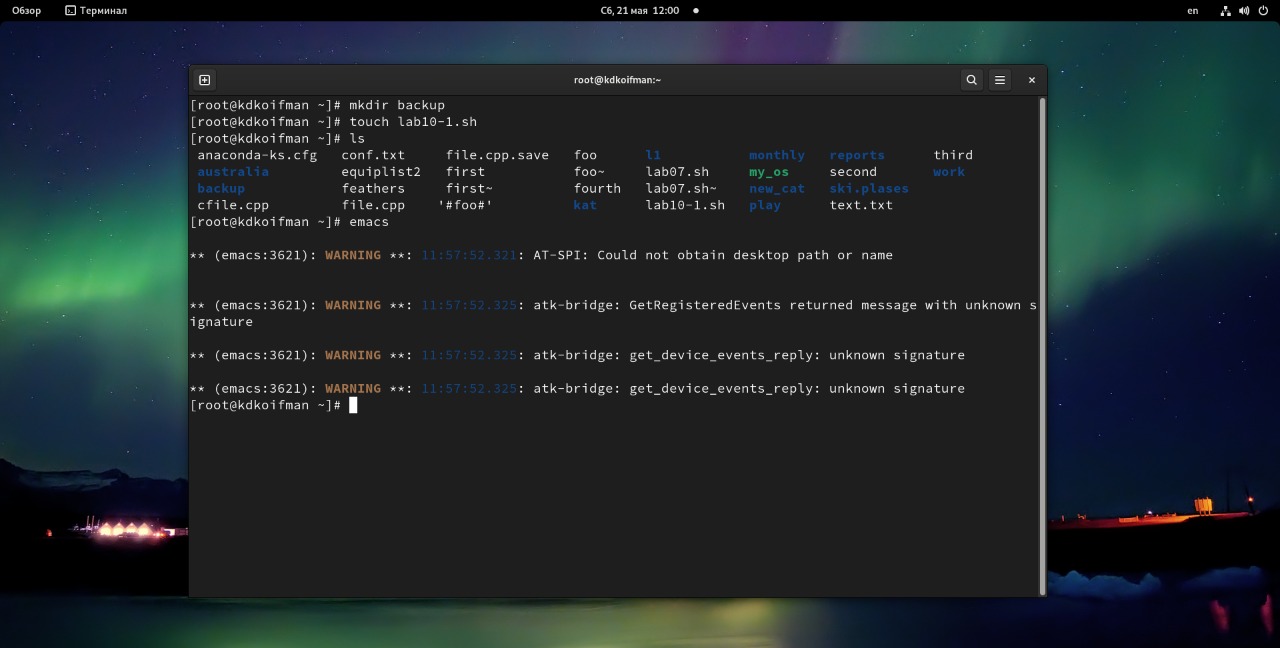 Обзор Терминал Сб, 21 мая 12:00 en
root@kdkoifman:~
[root@kdkoifman ~]# mkdir backup
[root@kdkoifman ~]# touch lab10-1.sh
[root@kdkoifman ~]# ls
anaconda-ks.cfg conf.txt file.cpp.save foo l1 monthly reports third
australia equiplist2 first foo~ lab07.sh my_os second work
backup feathers first~ fourth lab07.sh~ new_cat ski.plases
cfile.cpp file.cpp '#foo#' kat lab10-1.sh play text.txt
[root@kdkoifman ~]# emacs
** (emacs:3621): WARNING **: 11:57:52.321: AT-SPI: Could not obtain desktop path or name
** (emacs:3621): WARNING **: 11:57:52.325: atk-bridge: GetRegisteredEvents returned message with unknown s
ignature
** (emacs:3621): WARNING **: 11:57:52.325: atk-bridge: get_device_events_reply: unknown signature
** (emacs:3621): WARNING **: 11:57:52.325: atk-bridge: get_device_events_reply: unknown signature
[root@kdkoifman ~]#